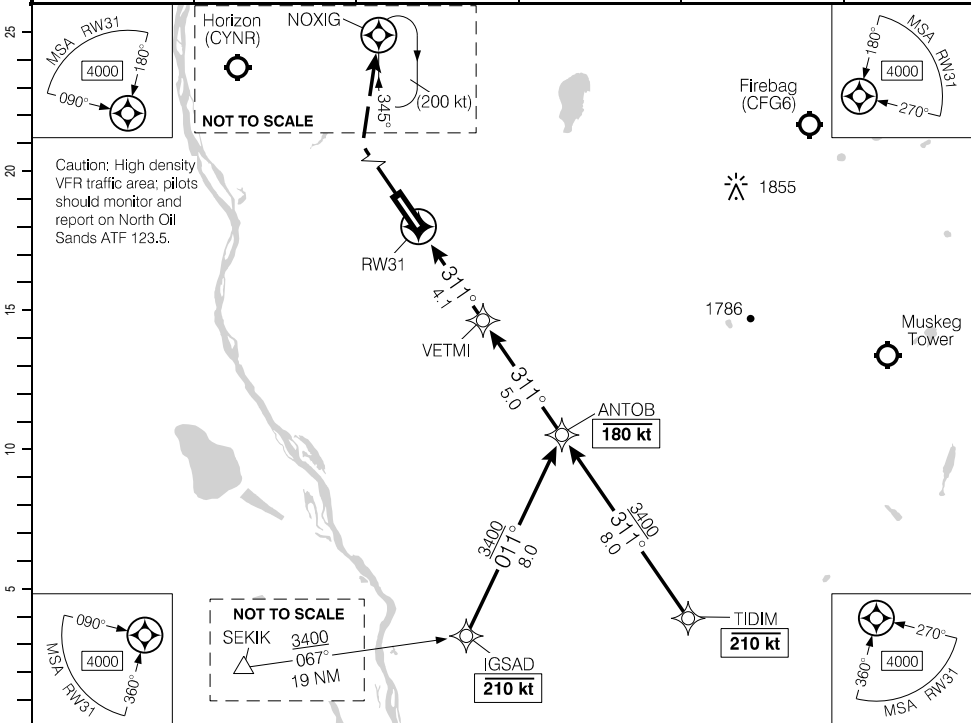 25
MSA RW31
4000
180°
090°
Horizon
(CYNR)
NOXIG
(200 kt)
345°
NOT TO SCALE
180°
MSA RW31
4000
270°
Firebag
(CFG6)
Caution: High density
VFR traffic area; pilots
should monitor and
report on North Oil
Sands ATF 123.5.
20
1855
RW31
311°
4.1
15
1786
VETMI
Muskeg
Tower
311°
5.0
ANTOB
180 kt
10
3400
011°
8.0
3400
311°
8.0
5
090°
4000
360°
MSA RW31
NOT TO SCALE
SEKIK
3400
067°
19 NM
IGSAD
210 kt
TIDIM
210 kt
270°
4000
360°
MSA RW31